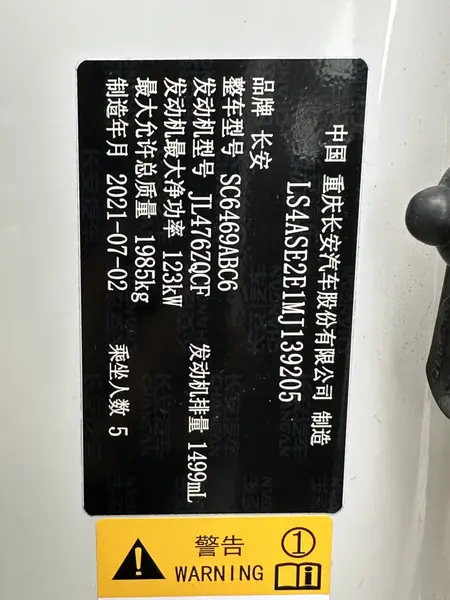 中国 重庆长安汽车股份有限公司 制造
LS4ASE2E1MJ139205
品牌 长安
整车型号 SC6469ABC6
发动机型号 JL476ZQCF 发动机排量 1499mL
发动机最大净功率 123kW
最大允许总质量 1985kg
制造年月 2021-07-02 乘坐人数 5
警告 ①
WARNING